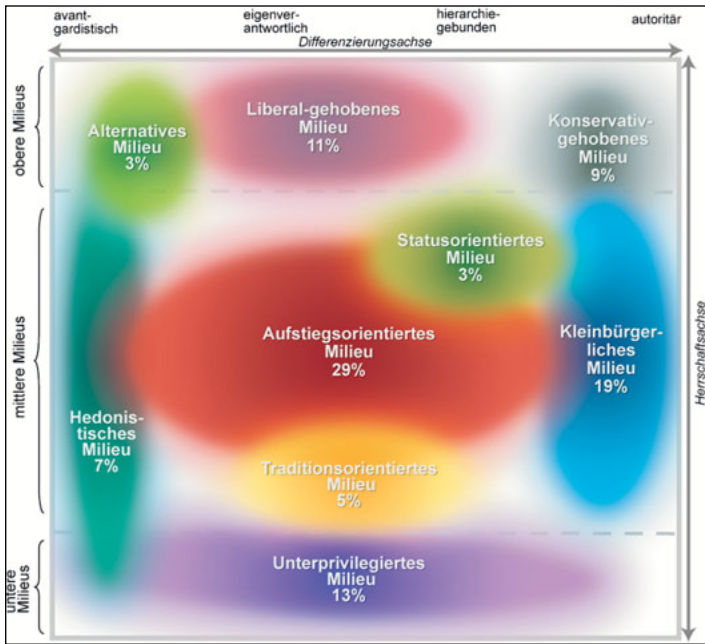 avant-
gardistisch
eigenver-
antwortlich
hierarchie-
gebunden
autoritär
Differenzierungsachse
obere Milieus
Alternatives
Milieu
3%
Liberal-gehobenes
Milieu
11%
Konservativ-
gehobenes
Milieu
9%
mittlere Milieus
Statusorientiertes
Milieu
3%
Aufstiegsorientiertes
Milieu
29%
Kleinbürger-
liches
Milieu
19%
Herrschaftsachse
Hedonis-
tisches
Milieu
7%
Traditionsorientiertes
Milieu
5%
untere
Milieus
Unterprivilegiertes
Milieu
13%